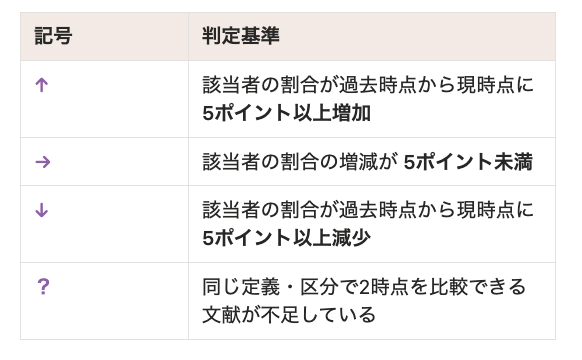 記号 判定基準
↑ 該当者の割合が過去時点から現時点に
5ポイント以上増加
→ 該当者の割合の増減が 5ポイント未満
↓ 該当者の割合が過去時点から現時点に
5ポイント以上減少
? 同じ定義・区分で2時点を比較できる
文献が不足している